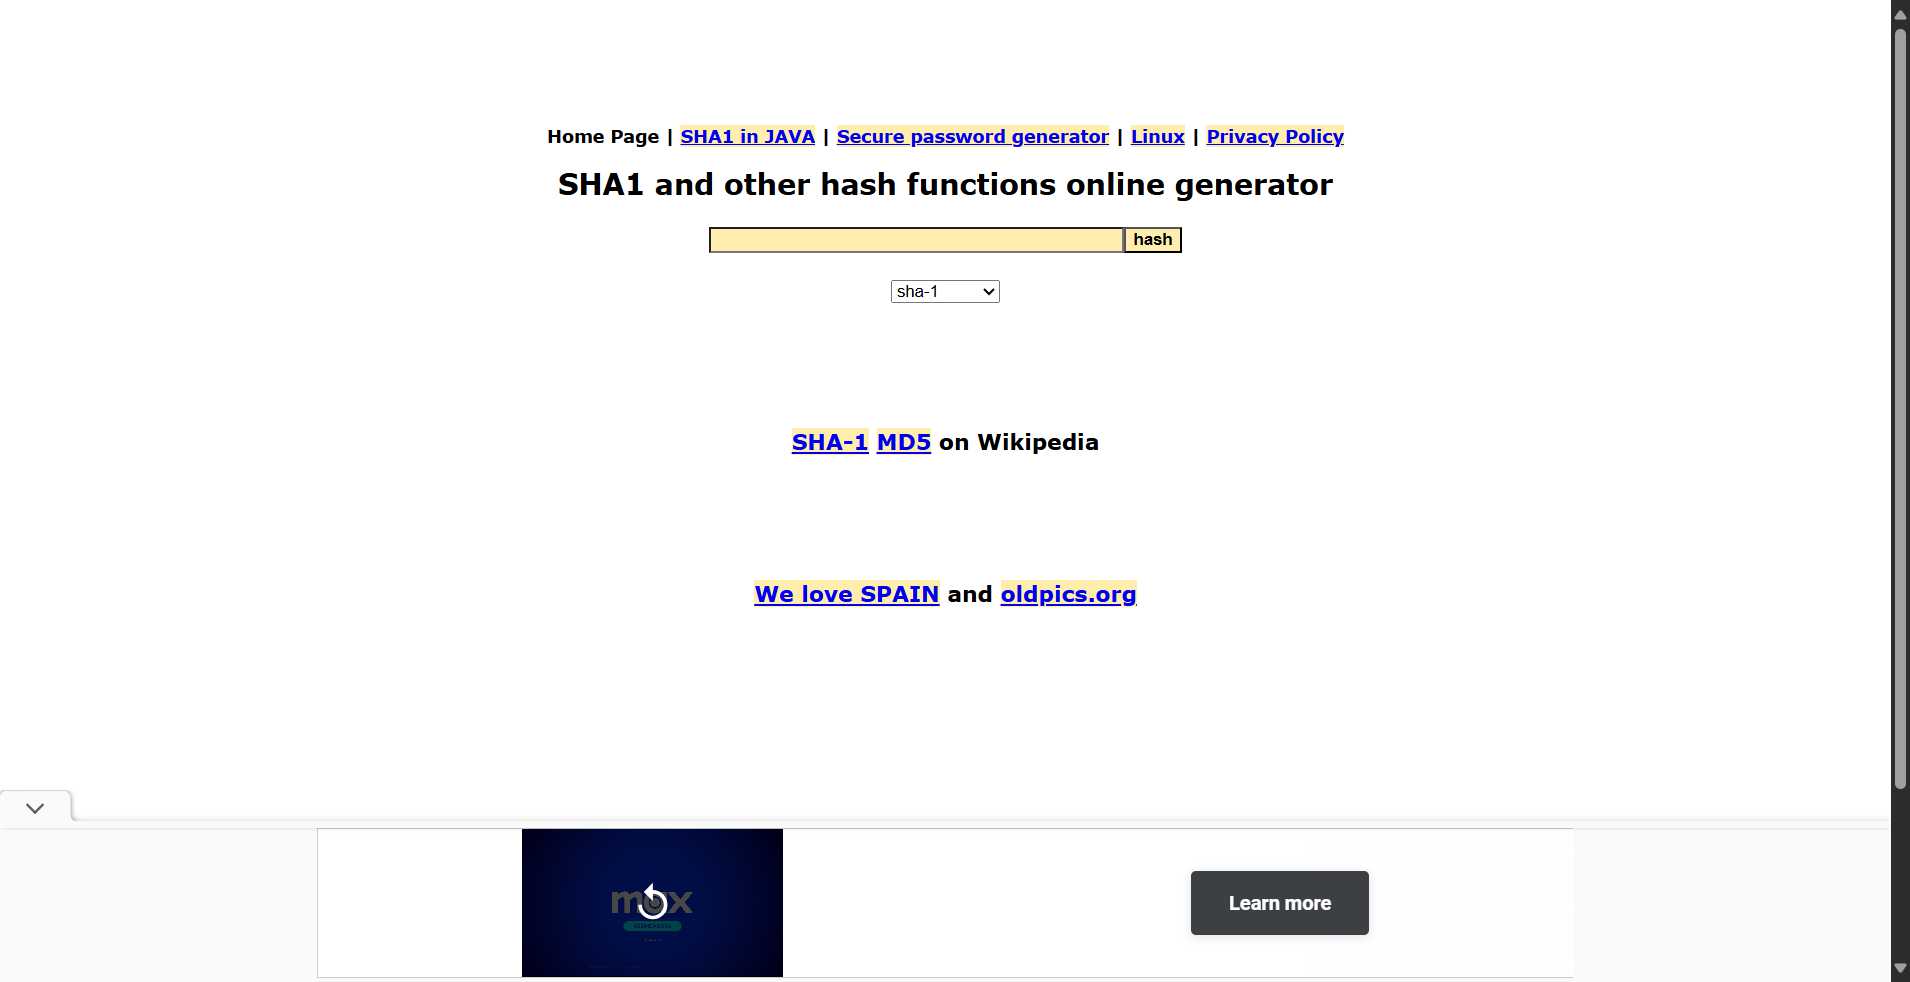 Home Page | SHA1 in JAVA | Secure password generator | Linux | Privacy Policy
SHA1 and other hash functions online generator
hash
sha-1
SHA-1 MD5 on Wikipedia
We love SPAIN and oldpics.org
mox
Learn more